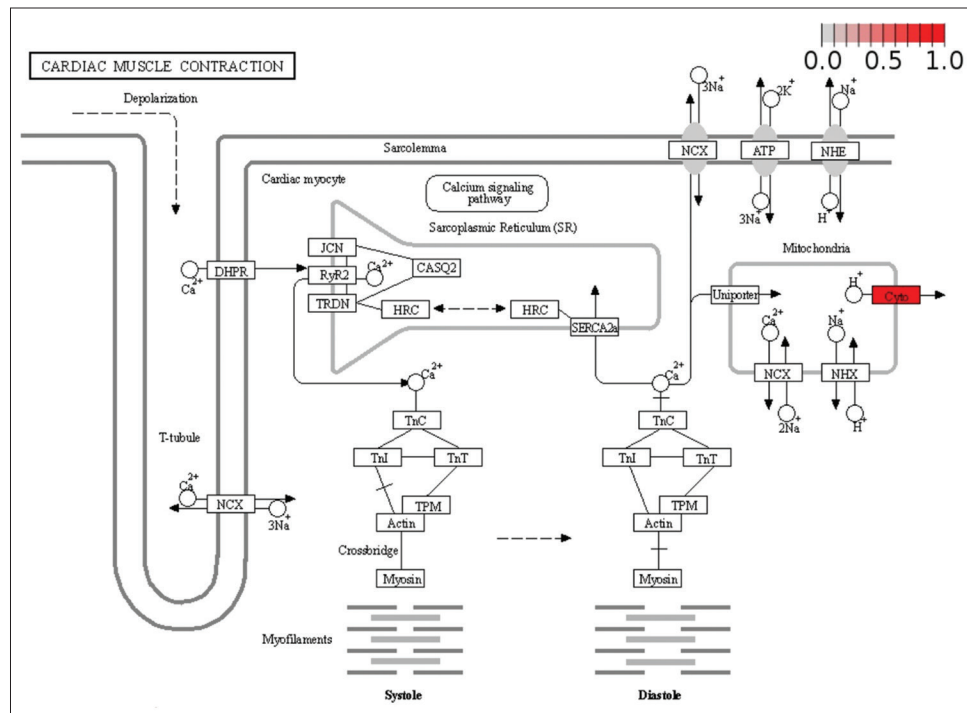 CARDIAC MUSCLE CONTRACTION
0.0 0.5 1.0
Depolarization
3Na+
2K+
Na+
Sarcolemma
NCX
ATP
NHE
Cardiac myocyte
Calcium signaling
pathway
3Na+
H+
Sarcoplasmic Reticulum (SR)
Mitochondria
JCN
Ca2+
DHPR
RyR2
Ca2+
CASQ2
TRDN
HRC
HRC
SERCA2a
Uniporter
H+
Cyto
Ca2+
Na+
NCX
NHX
2Na+
H+
Ca2+
Ca2+
TnC
TnC
T-tubule
TnI
TnT
TnI
TnT
Ca2+
NCX
3Na+
TPM
TPM
Actin
Actin
Crossbridge
Myosin
Myosin
Myofilaments
Systole
Diastole